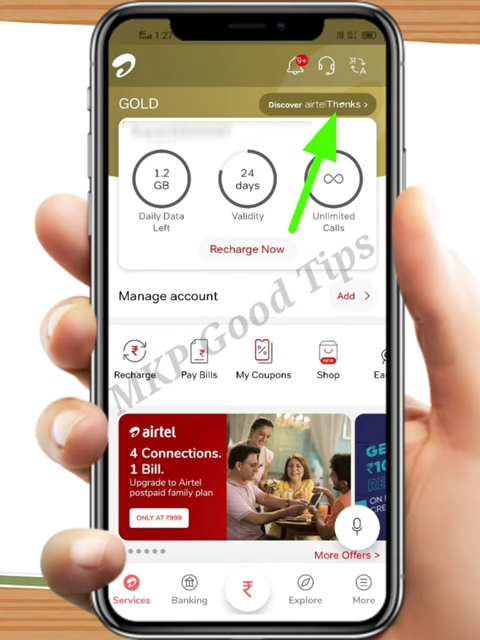 1:27
9+
GOLD
Discover airtelThanks >
1.2 GB
24 days
Daily Data Left
Validity
Unlimited Calls
Recharge Now
Manage account
Add >
Recharge
Pay Bills
My Coupons
NEW
Shop
MKP Good Tips
airtel
4 Connections.
1 Bill.
Upgrade to Airtel
postpaid family plan
ONLY AT ₹999
₹10
More Offers >
Services
Banking
₹
Explore
More